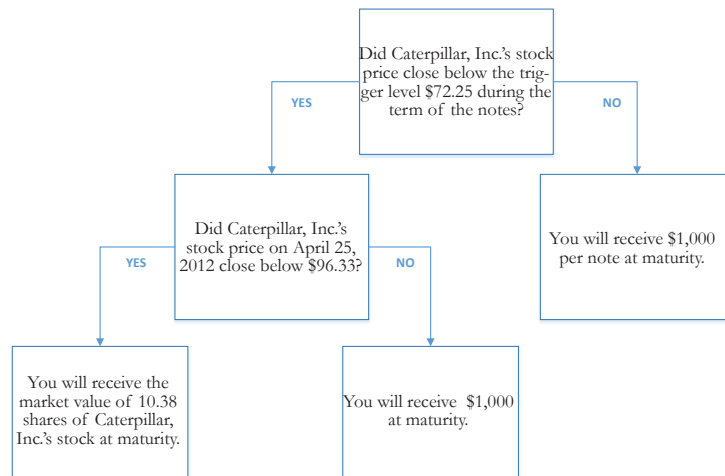 Did Caterpillar, Inc.'s stock
price close below the trig-
ger level $72.25 during the
term of the notes?
YES
NO
Did Caterpillar, Inc.'s
stock price on April 25,
2012 close below $96.33?
You will receive $1,000
per note at maturity.
YES
NO
You will receive the
market value of 10.38
shares of Caterpillar,
Inc.'s stock at maturity.
You will receive $1,000
at maturity.